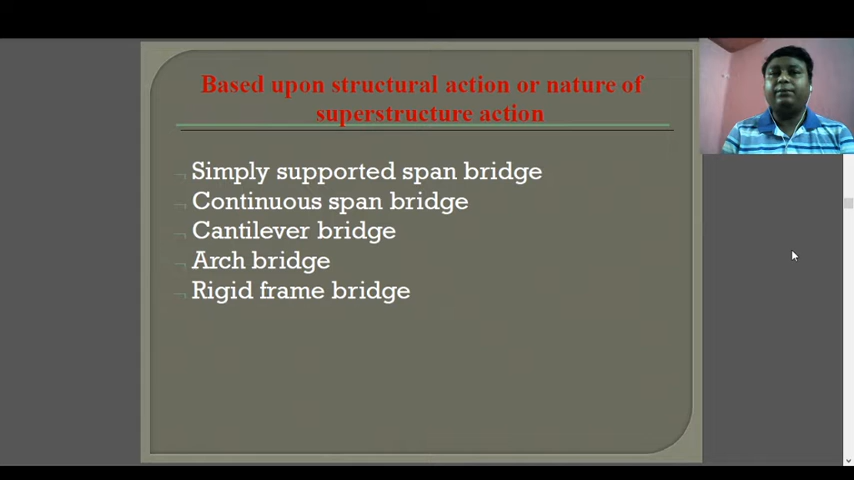 Based upon structural action or nature of
superstructure action
Simply supported span bridge
Continuous span bridge
Cantilever bridge
Arch bridge
Rigid frame bridge